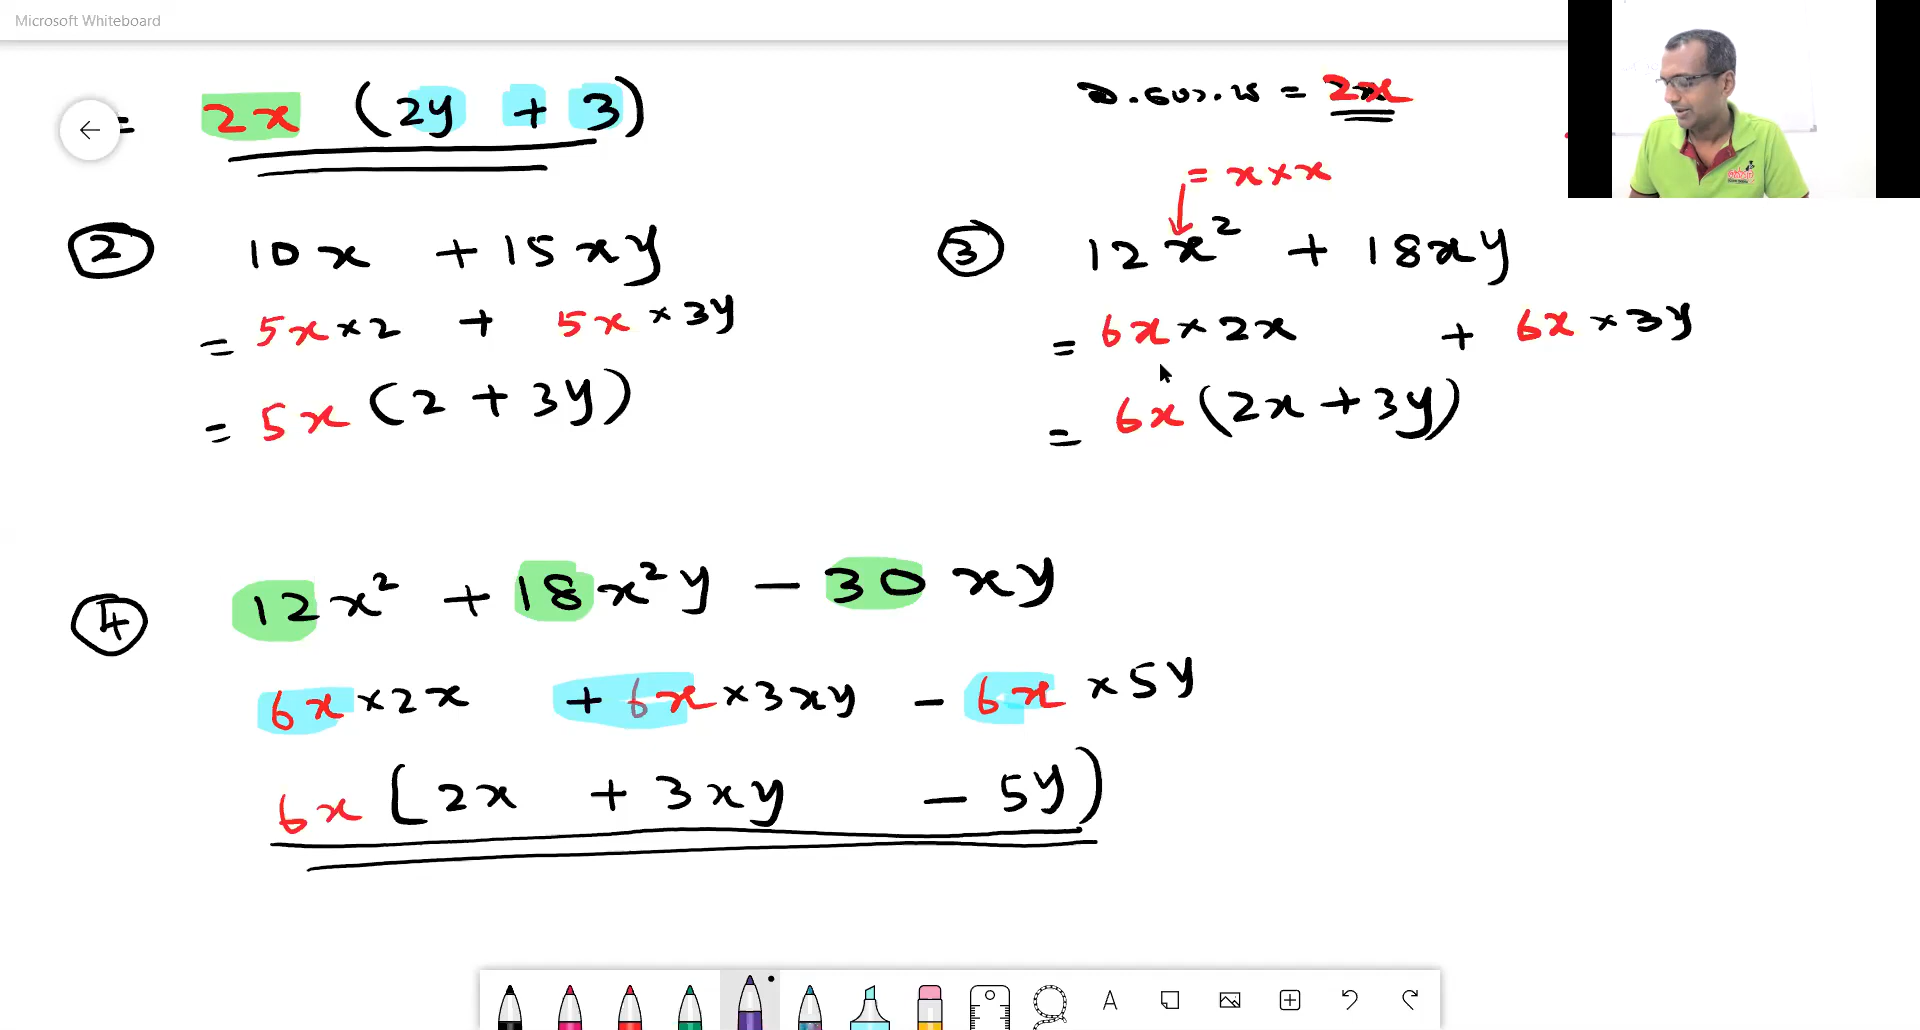 Microsoft Whiteboard
= 2x (2y + 3)
= 2x
= x × x
② 10x + 15xy
= 5x × 2 + 5x × 3y
= 5x (2 + 3y)
③ 12x² + 18xy
= 6x × 2x + 6x × 3y
= 6x (2x + 3y)
④ 12x² + 18x²y − 30xy
6x × 2x + 6x × 3xy − 6x × 5y
6x [2x + 3xy − 5y)